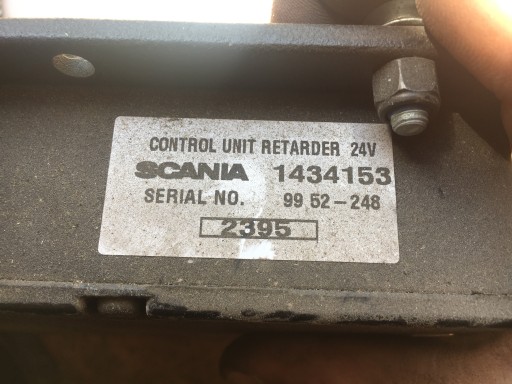 CONTROL UNIT RETARDER 24V
SCANIA 1434153
SERIAL NO. 99 52-248
2395